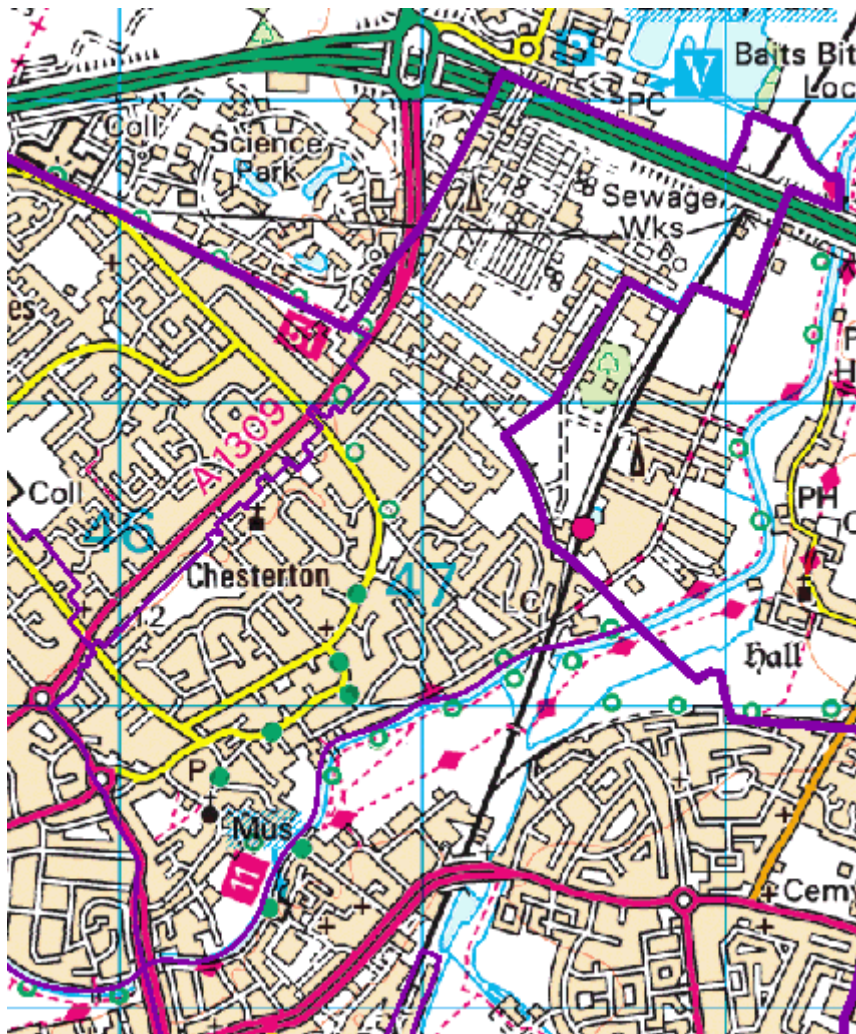 Baits Bit
Loc
V
PC
Coll
Science
Park
Sewage
Wks
es
51
A1309
PH
H
Coll
46
Chesterton
47
12
LC
Hall
P
Mus
11
Cemy